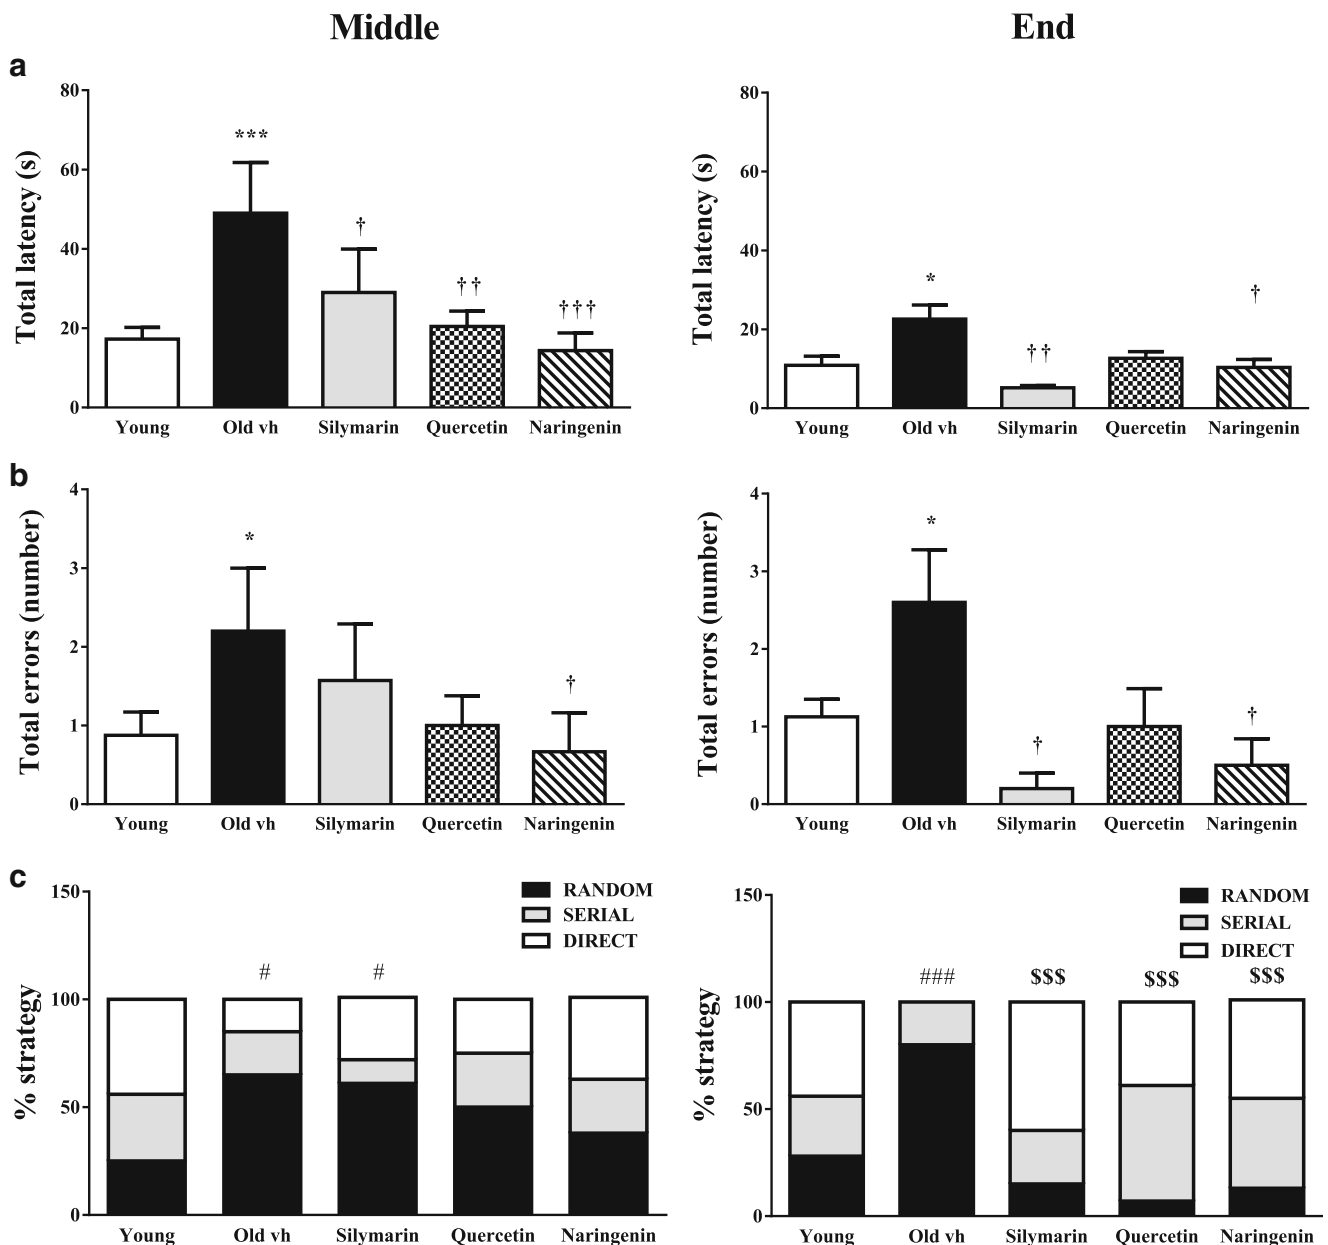 Middle
End
a
80
60
40
20
0
Total latency (s)
***
†
††
†††
Young Old vh Silymarin Quercetin Naringenin
80
60
40
20
0
Total latency (s)
*
††
†
Young Old vh Silymarin Quercetin Naringenin
b
4
3
2
1
0
Total errors (number)
*
†
Young Old vh Silymarin Quercetin Naringenin
4
3
2
1
0
Total errors (number)
*
†
†
Young Old vh Silymarin Quercetin Naringenin
c
150
100
50
0
% strategy
RANDOM
SERIAL
DIRECT
# #
Young Old vh Silymarin Quercetin Naringenin
150
100
50
0
% strategy
RANDOM
SERIAL
DIRECT
### $$$ $$$ $$$
Young Old vh Silymarin Quercetin Naringenin